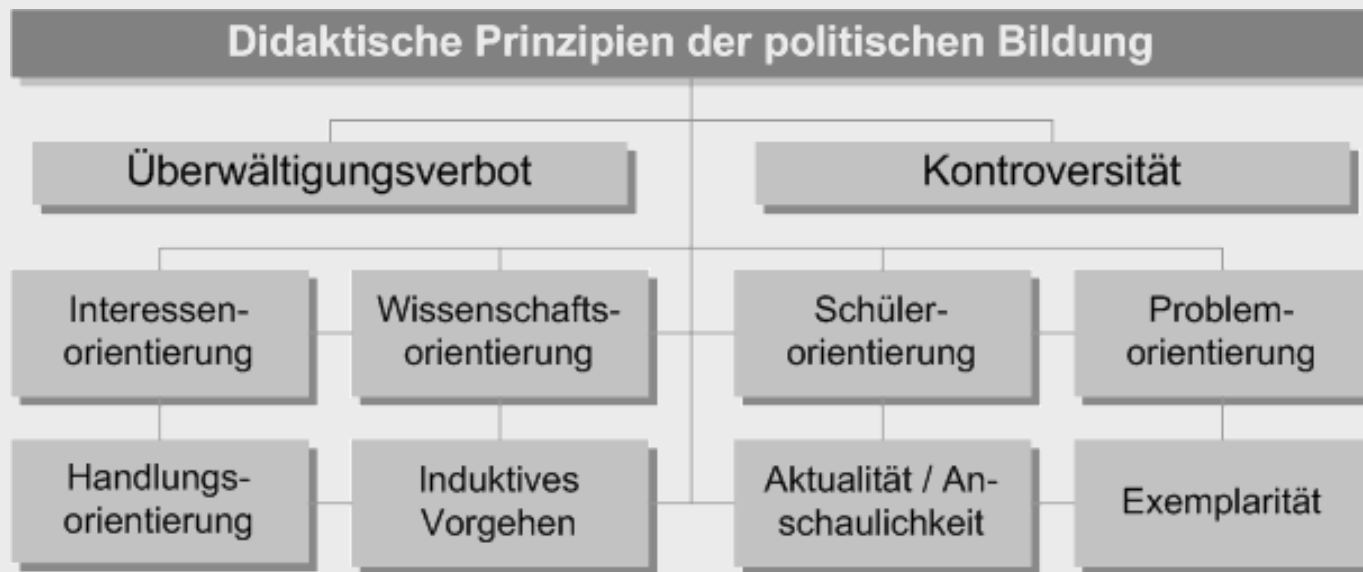 Didaktische Prinzipien der politischen Bildung
Überwältigungsverbot
Kontroversität
Interessen-
orientierung
Wissenschafts-
orientierung
Schüler-
orientierung
Problem-
orientierung
Handlungs-
orientierung
Induktives
Vorgehen
Aktualität / An-
schaulichkeit
Exemplarität